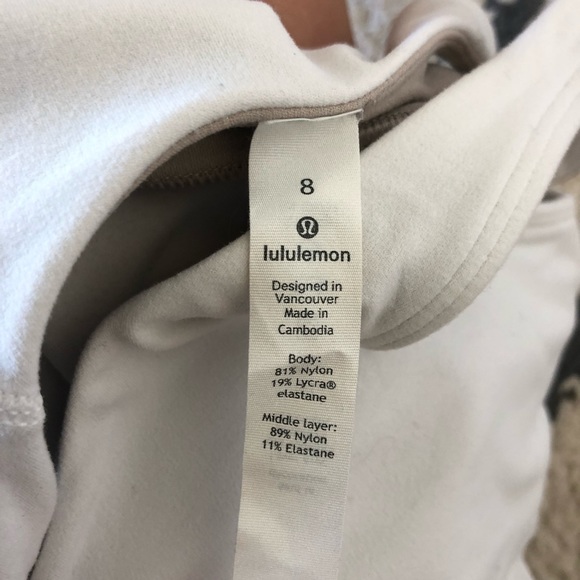 8
lululemon
Designed in
Vancouver
Made in
Cambodia
Body:
81% Nylon
19% Lycra®
elastane
Middle layer:
89% Nylon
11% Elastane